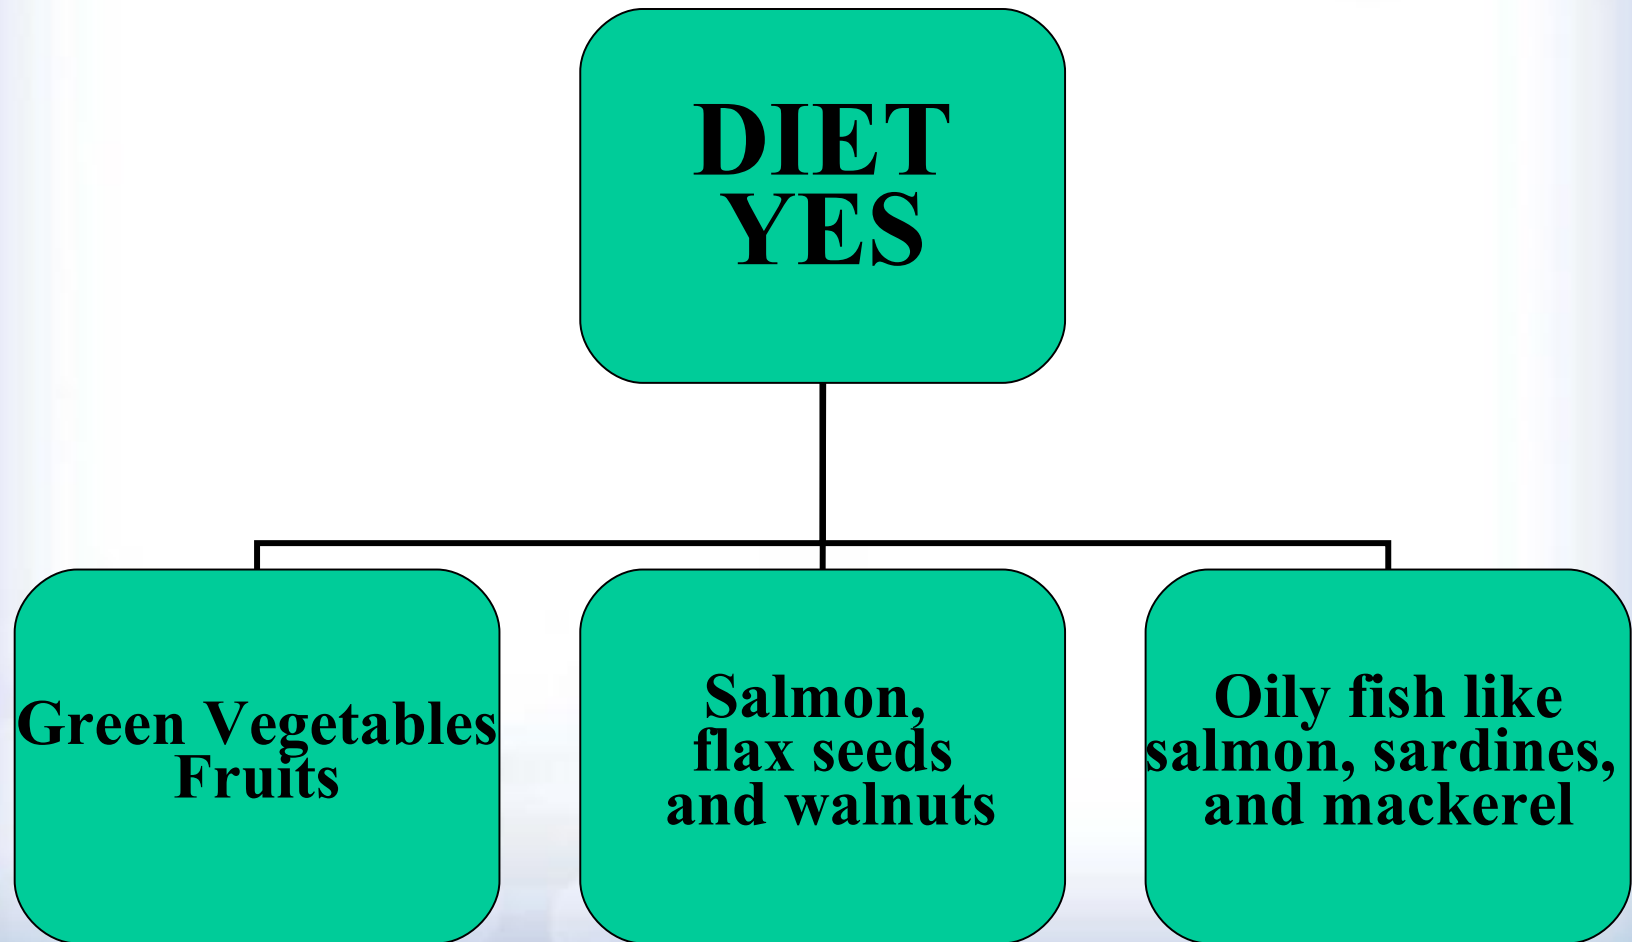 DIET
YES
Green Vegetables
Fruits
Salmon,
flax seeds
and walnuts
Oily fish like
salmon, sardines,
and mackerel